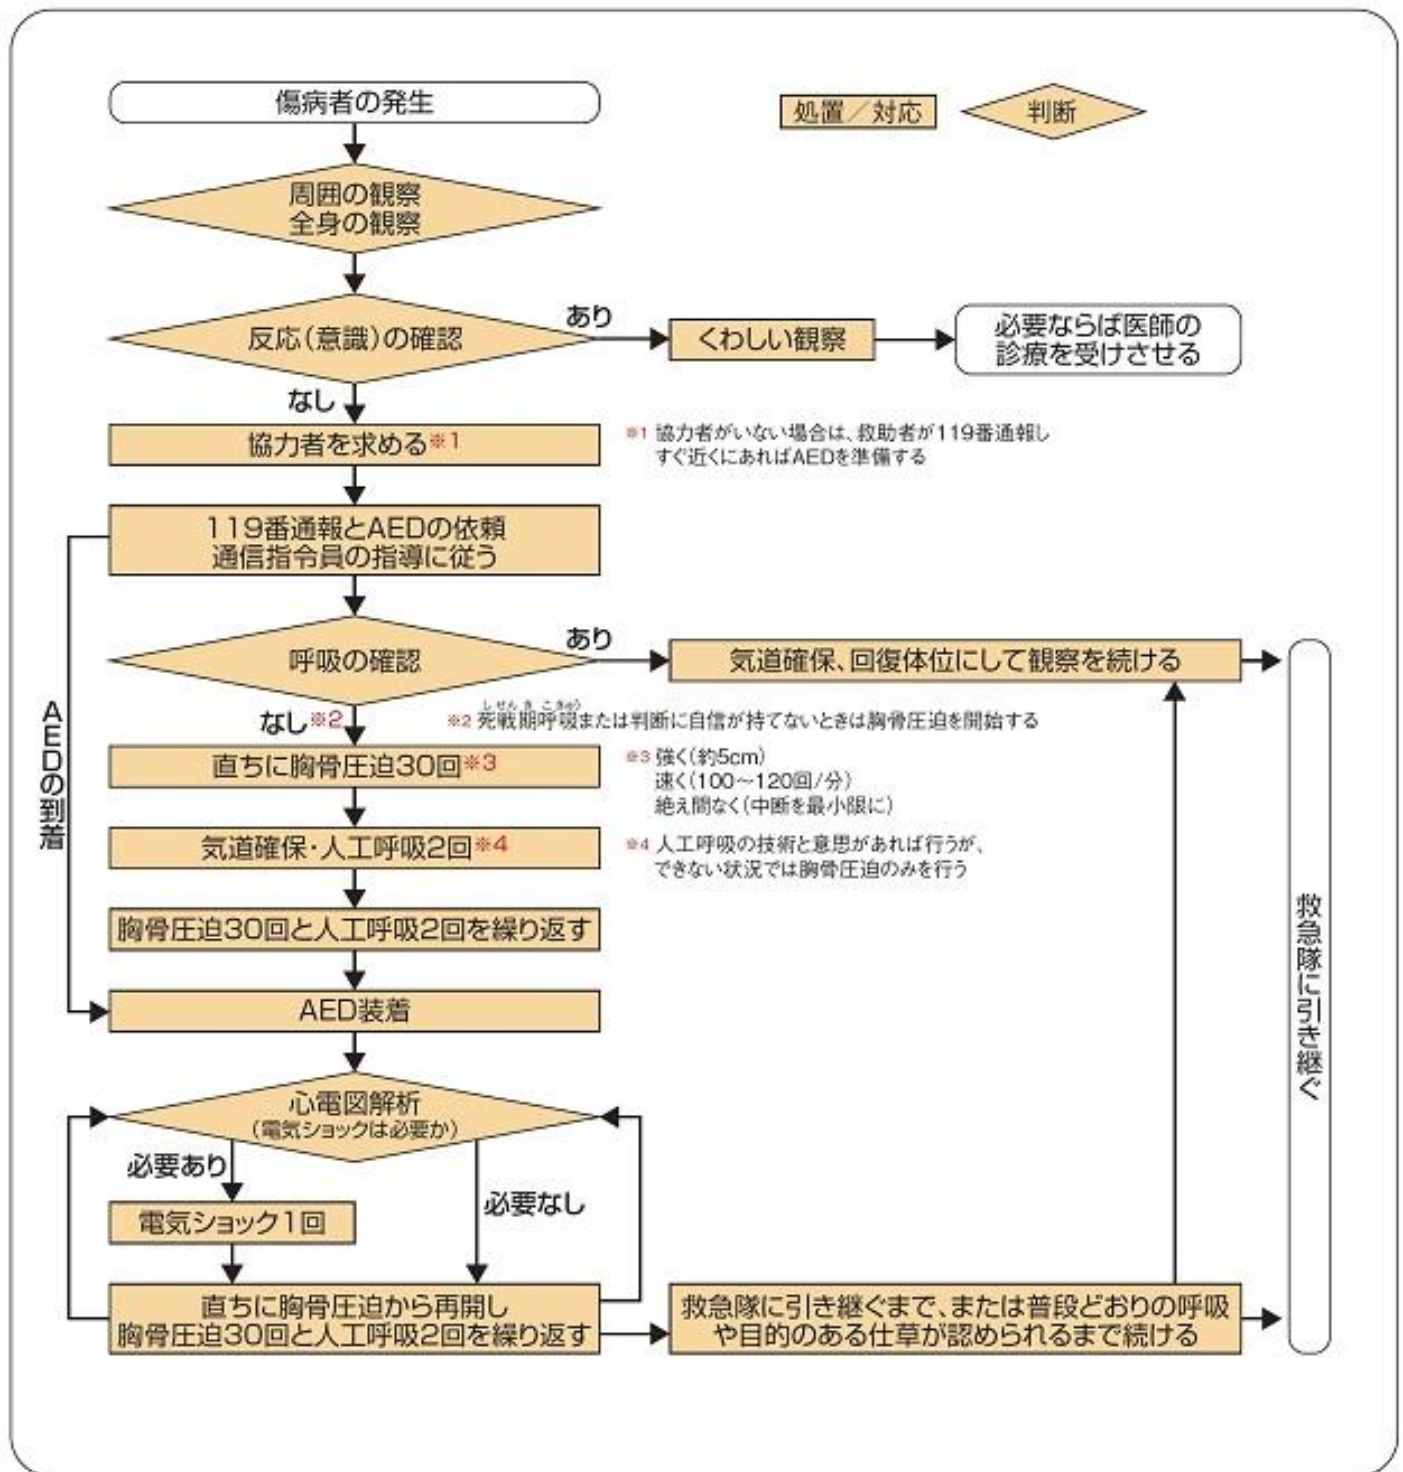 傷病者の発生
処置／対応
判断
周囲の観察
全身の観察
反応(意識)の確認
あり
くわしい観察
必要ならば医師の
診療を受けさせる
なし
協力者を求める※1
※1 協力者がいない場合は、救助者が119番通報し
すぐ近くにあればAEDを準備する
119番通報とAEDの依頼
通信指令員の指導に従う
呼吸の確認
あり
気道確保、回復体位にして観察を続ける
なし※2
しせんきこきゅう
※2 死戦期呼吸または判断に自信が持てないときは胸骨圧迫を開始する
直ちに胸骨圧迫30回※3
※3 強く(約5cm)
速く(100～120回/分)
絶え間なく(中断を最小限に)
気道確保・人工呼吸2回※4
※4 人工呼吸の技術と意思があれば行うが、
できない状況では胸骨圧迫のみを行う
胸骨圧迫30回と人工呼吸2回を繰り返す
AEDの到着
AED装着
心電図解析
(電気ショックは必要か)
必要あり
必要なし
電気ショック1回
直ちに胸骨圧迫から再開し
胸骨圧迫30回と人工呼吸2回を繰り返す
救急隊に引き継ぐまで、または普段どおりの呼吸
や目的のある仕草が認められるまで続ける
救急隊に引き継ぐ